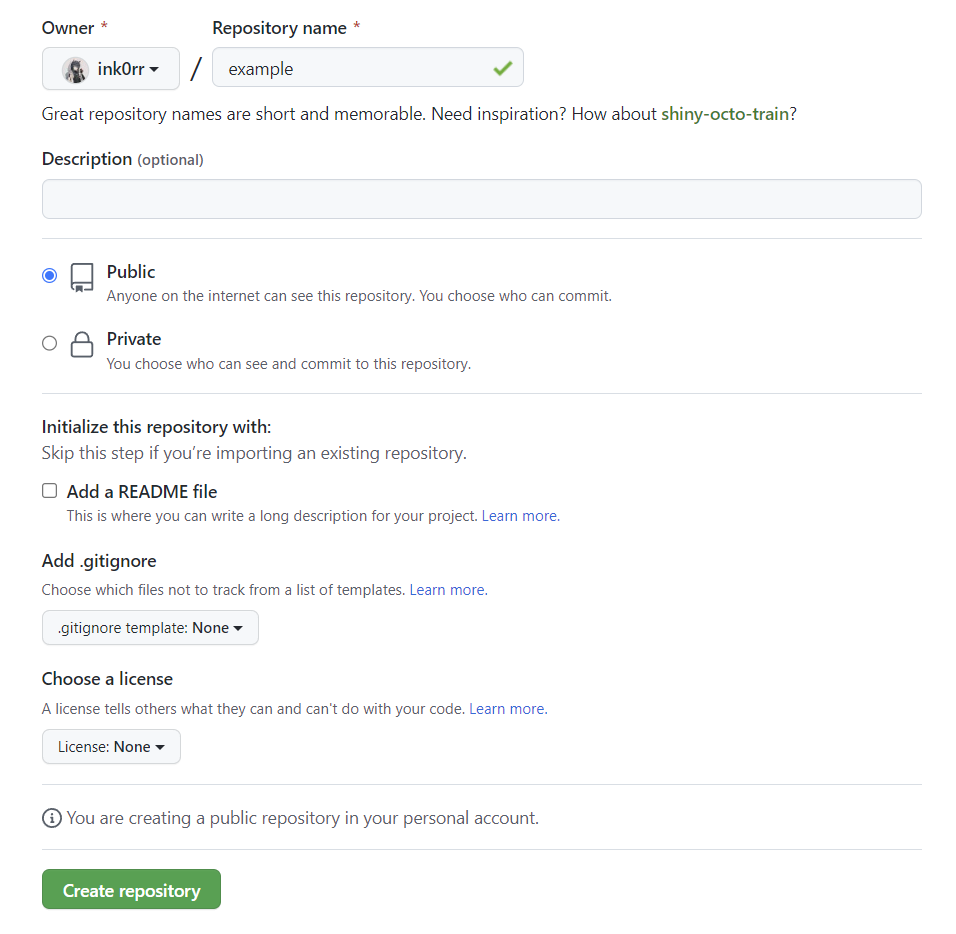 Owner * Repository name *
ink0rr / example
Great repository names are short and memorable. Need inspiration? How about shiny-octo-train?
Description (optional)
Public
Anyone on the internet can see this repository. You choose who can commit.
Private
You choose who can see and commit to this repository.
Initialize this repository with:
Skip this step if you’re importing an existing repository.
Add a README file
This is where you can write a long description for your project. Learn more.
Add .gitignore
Choose which files not to track from a list of templates. Learn more.
.gitignore template: None
Choose a license
A license tells others what they can and can't do with your code. Learn more.
License: None
You are creating a public repository in your personal account.
Create repository